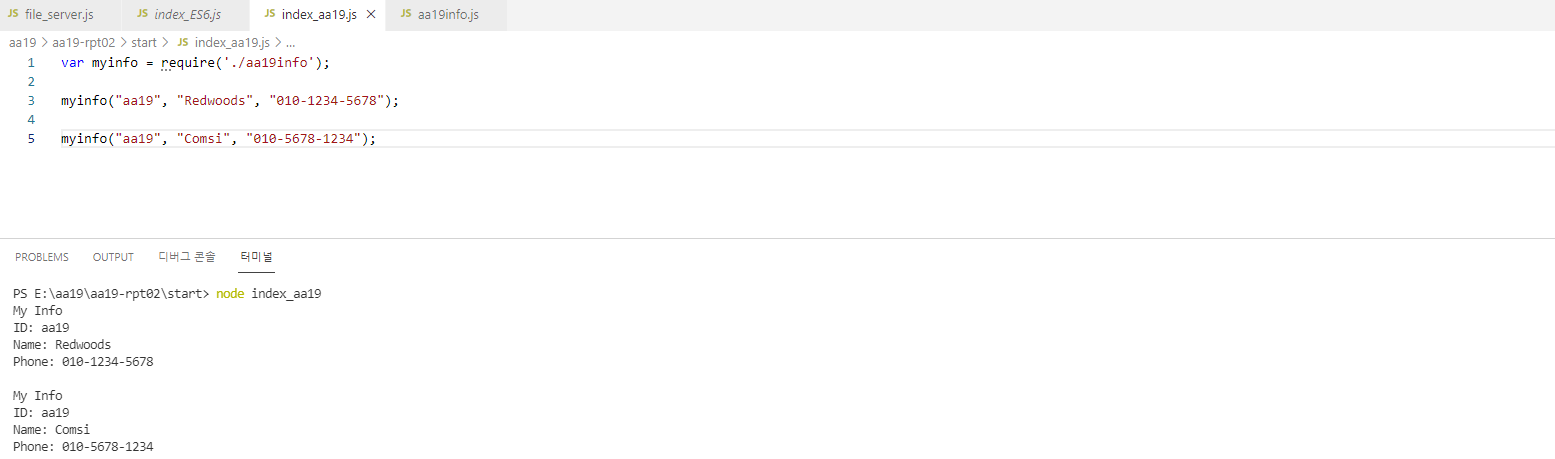 JS file_server.js JS index_ES6.js JS index_aa19.js × JS aa19info.js
aa19 > aa19-rpt02 > start > JS index_aa19.js > ...
1 var myinfo = require('./aa19info');
2
3 myinfo("aa19", "Redwoods", "010-1234-5678");
4
5 myinfo("aa19", "Comsi", "010-5678-1234");
PROBLEMS OUTPUT 디버그 콘솔 터미널
PS E:\aa19\aa19-rpt02\start> node index_aa19
My Info
ID: aa19
Name: Redwoods
Phone: 010-1234-5678
My Info
ID: aa19
Name: Comsi
Phone: 010-5678-1234